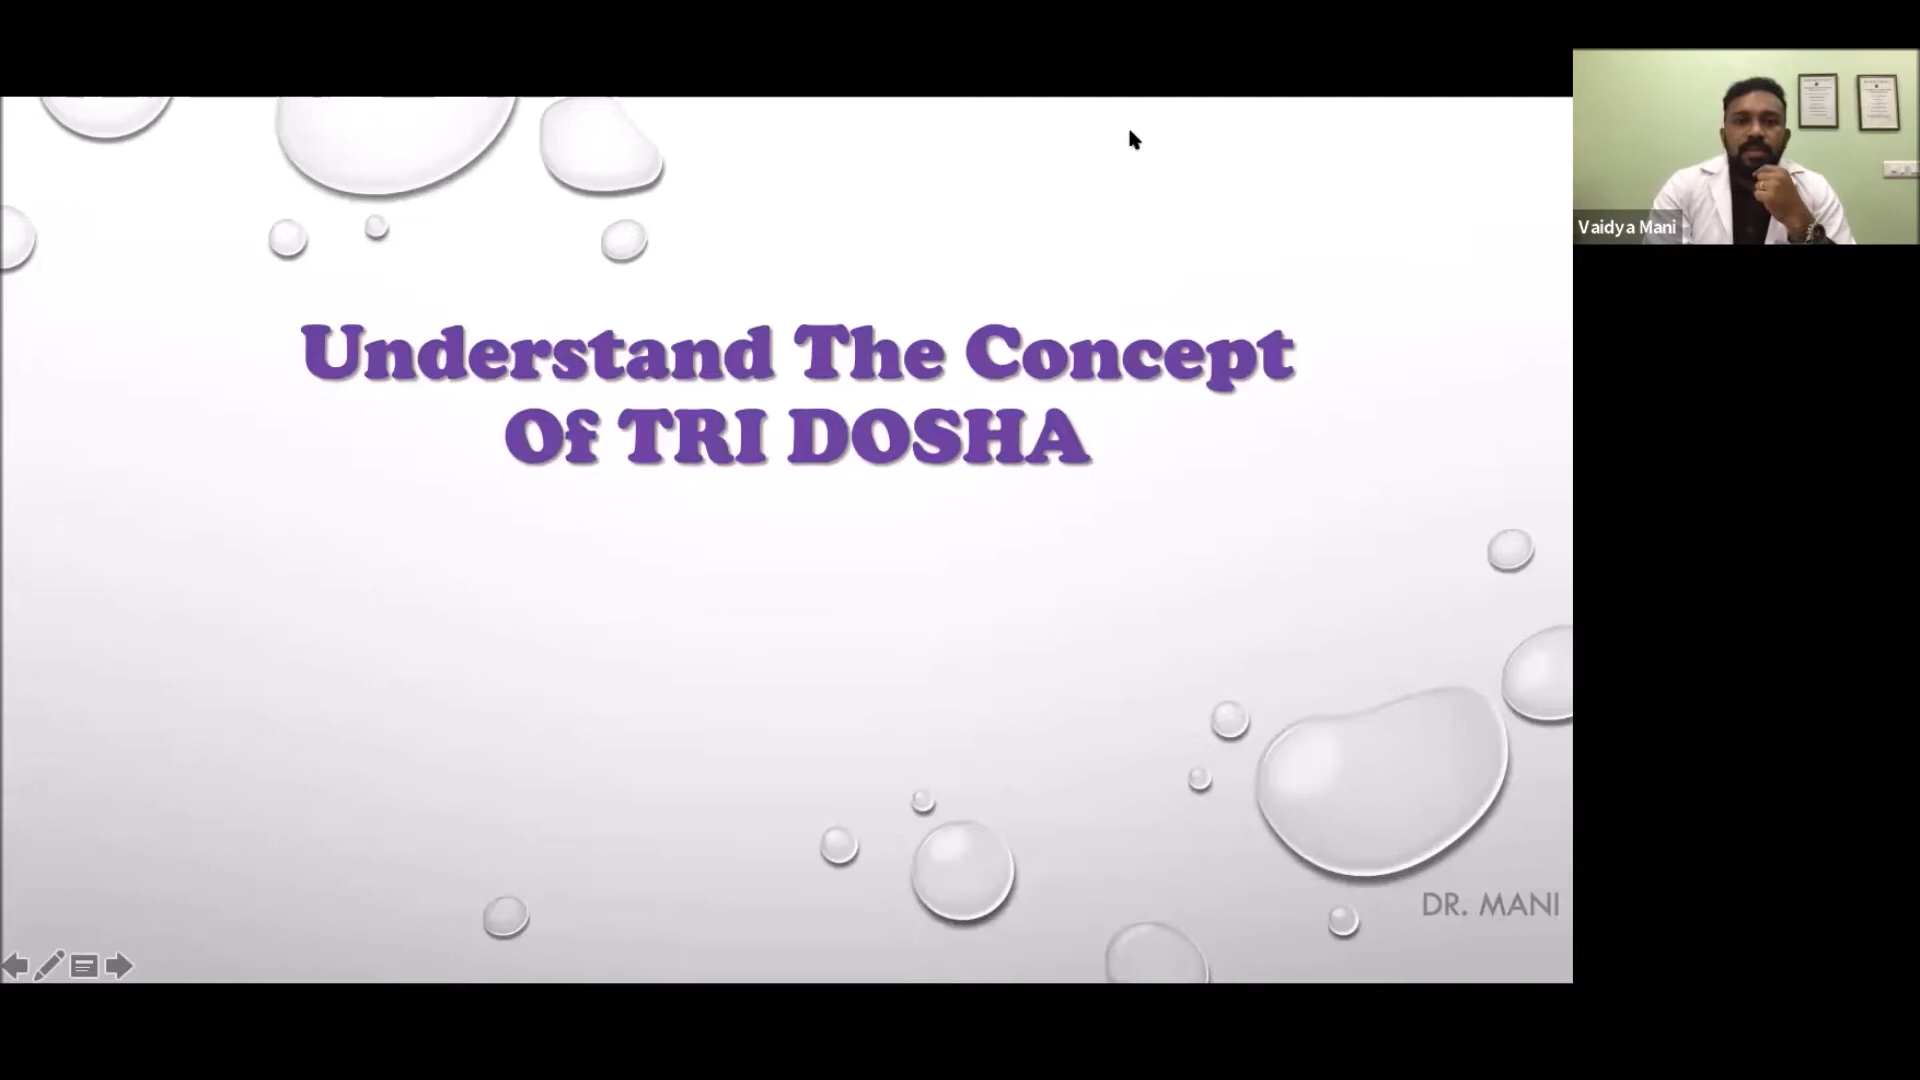 Understand The Concept
Of TRI DOSHA
DR. MANI
Vaidya Mani